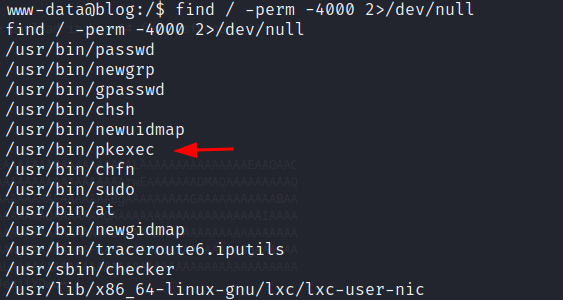 www-data@blog:/$ find / -perm -4000 2>/dev/null
find / -perm -4000 2>/dev/null
/usr/bin/passwd
/usr/bin/newgrp
/usr/bin/gpasswd
/usr/bin/chsh
/usr/bin/newuidmap
/usr/bin/pkexec
/usr/bin/chfn
/usr/bin/sudo
/usr/bin/at
/usr/bin/newgidmap
/usr/bin/traceroute6.iputils
/usr/sbin/checker
/usr/lib/x86_64-linux-gnu/lxc/lxc-user-nic